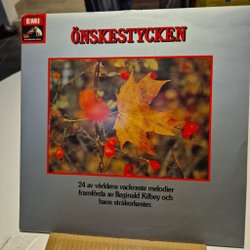 EMI
ÖNSKESTYCKEN
24 av världens vackraste melodier
framförda av Reginald Kilbey och
hans stråkorkester.